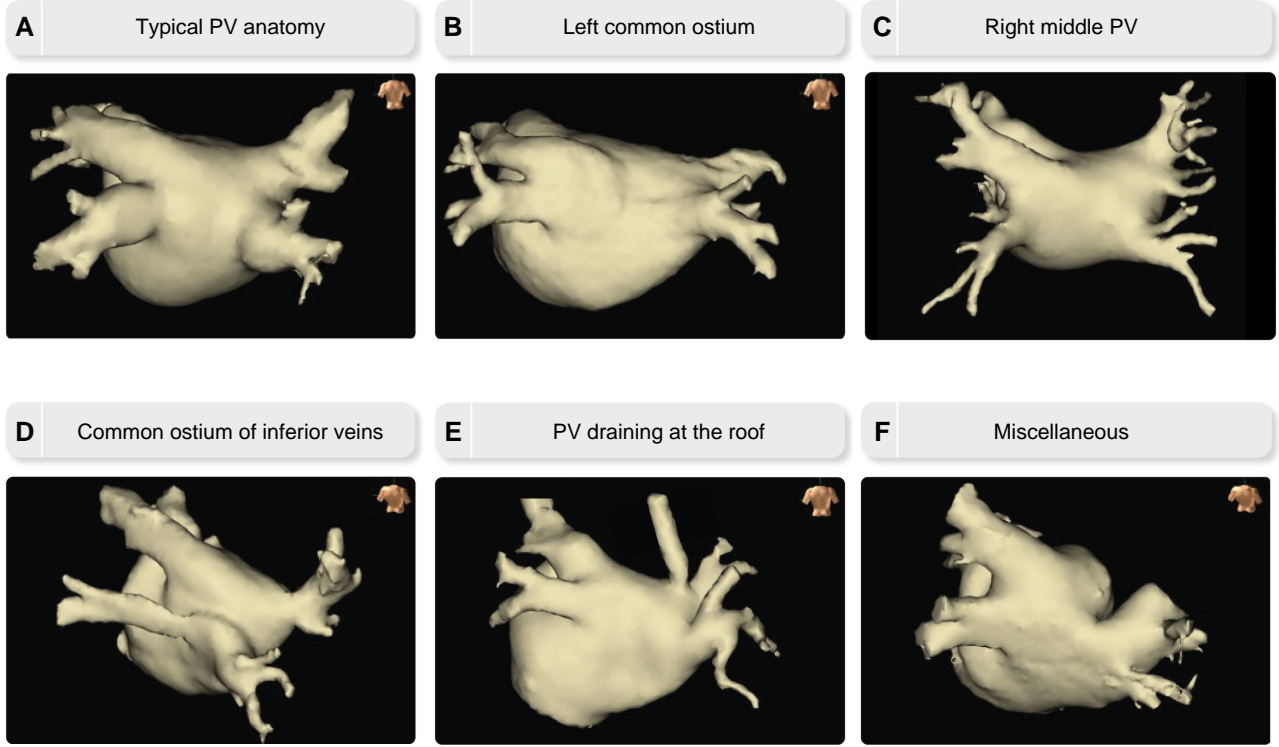 A Typical PV anatomy
B Left common ostium
C Right middle PV
D Common ostium of inferior veins
E PV draining at the roof
F Miscellaneous